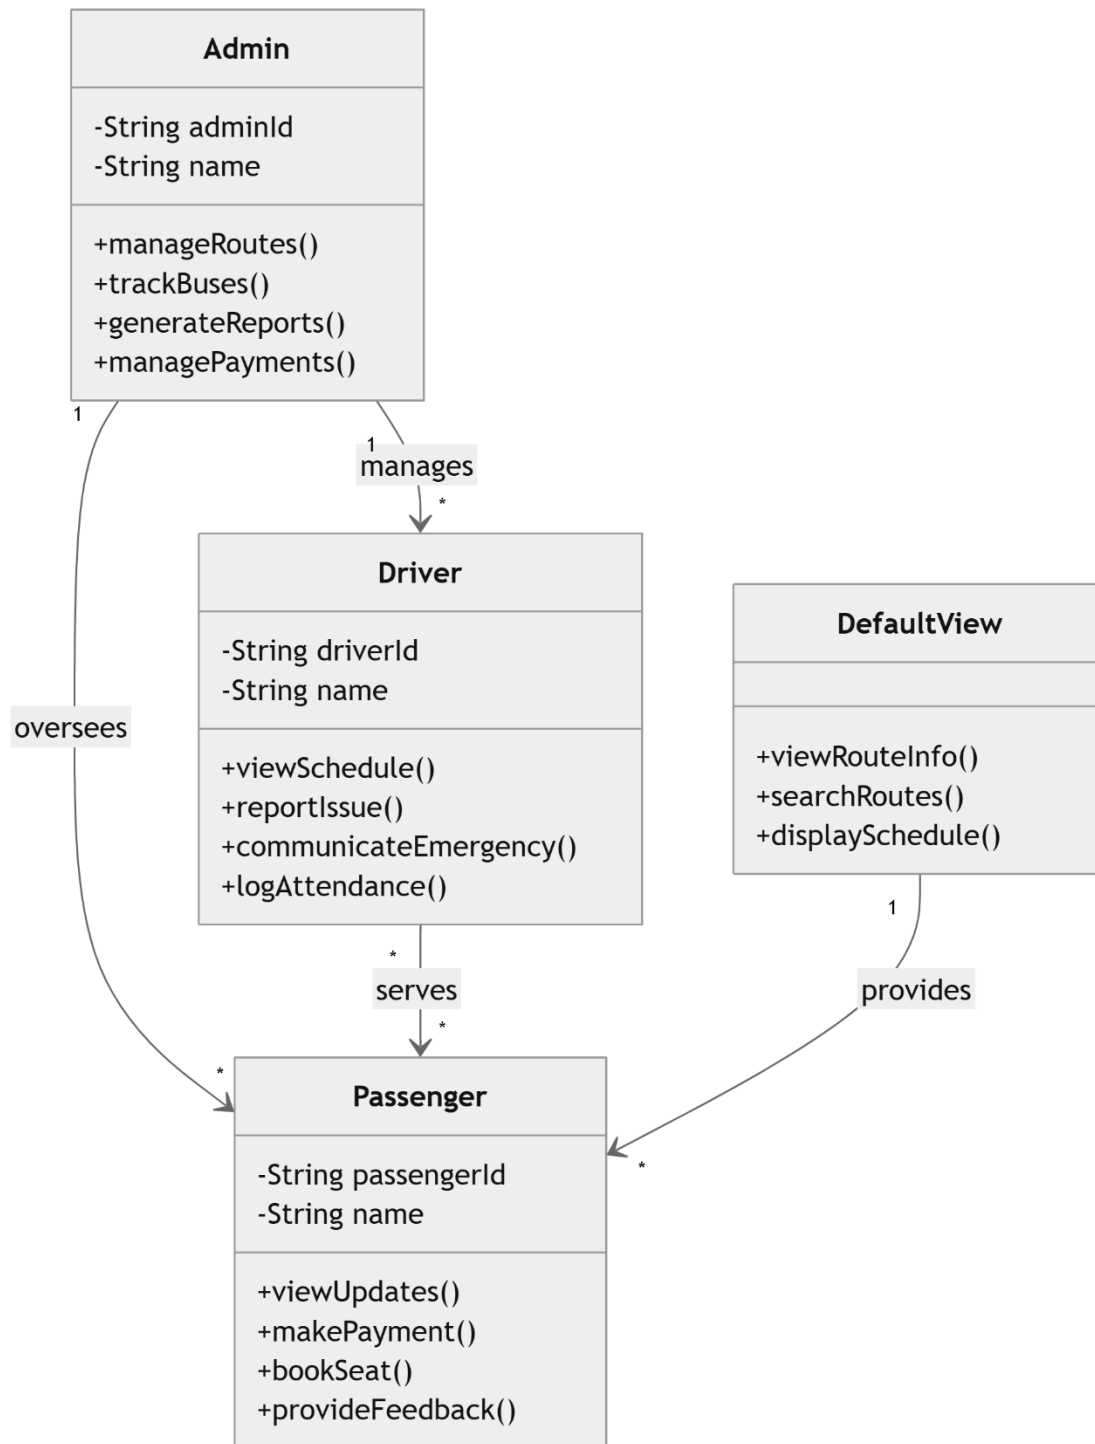 Admin
-String adminId
-String name
+manageRoutes()
+trackBuses()
+generateReports()
+managePayments()
1
1
manages
*
Driver
-String driverId
-String name
+viewSchedule()
+reportIssue()
+communicateEmergency()
+logAttendance()
DefaultView
+viewRouteInfo()
+searchRoutes()
+displaySchedule()
oversees
*
serves
*
1
provides
*
*
Passenger
-String passengerId
-String name
+viewUpdates()
+makePayment()
+bookSeat()
+provideFeedback()